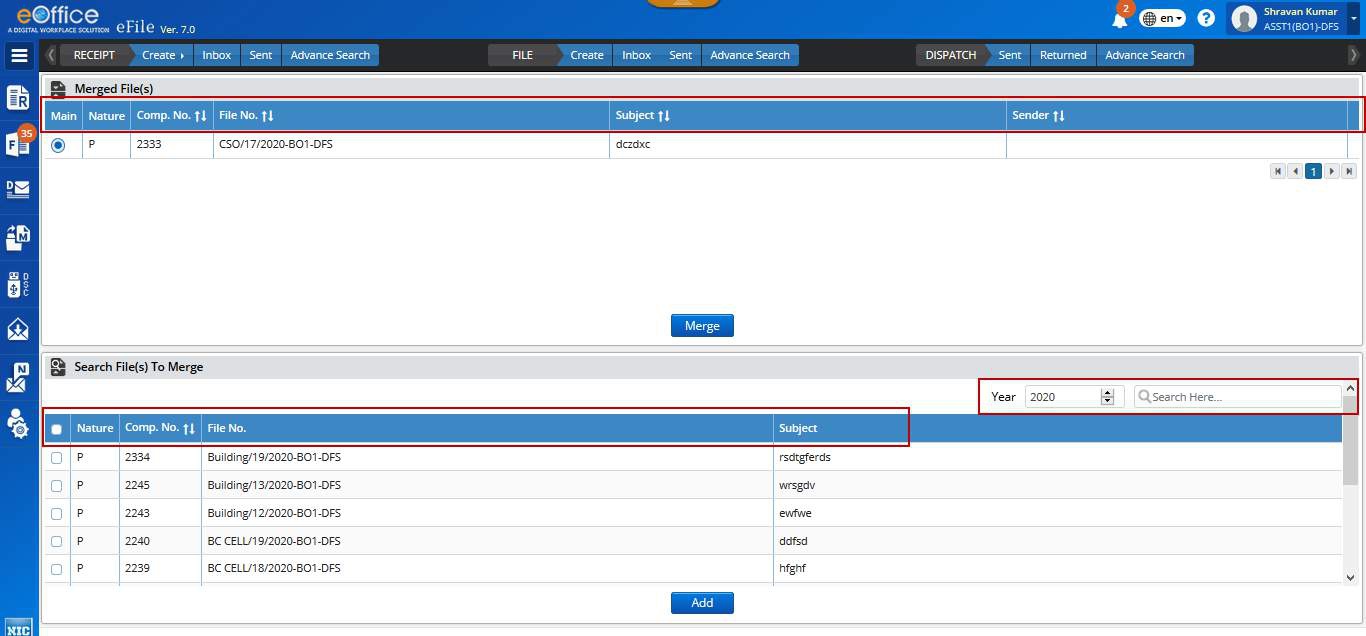 eOffice
A DIGITAL WORKPLACE SOLUTION
eFile Ver. 7.0
2
en
?
Shravan Kumar
ASST1(BO1)-DFS
RECEIPT Create Inbox Sent Advance Search
FILE Create Inbox Sent Advance Search
DISPATCH Sent Returned Advance Search
R
F 35
D
M
DSC
N
NIC
Merged File(s)
Main Nature Comp. No. File No. Subject Sender
P 2333 CSO/17/2020-BO1-DFS dczdxc
1
Merge
Search File(s) To Merge
Year 2020 Search Here...
Nature Comp. No. File No. Subject
P 2334 Building/19/2020-BO1-DFS rsdtgferds
P 2245 Building/13/2020-BO1-DFS wrsgdv
P 2243 Building/12/2020-BO1-DFS ewfwe
P 2240 BC CELL/19/2020-BO1-DFS ddfsd
P 2239 BC CELL/18/2020-BO1-DFS hfghf
Add